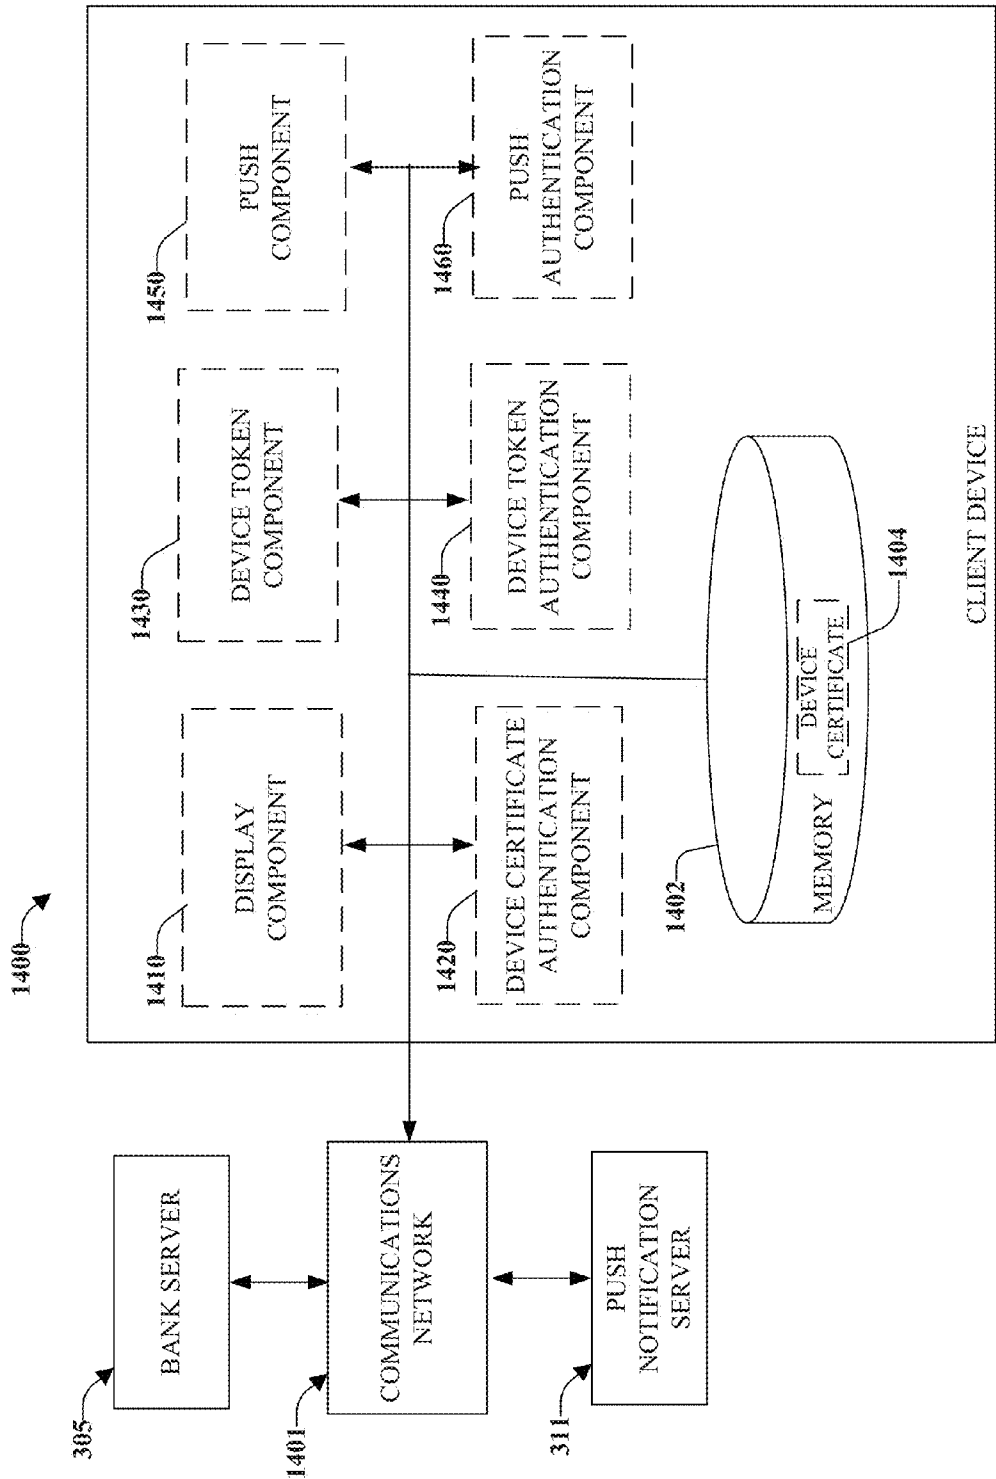 1400
305
BANK SERVER
1401
COMMUNICATIONS
NETWORK
311
PUSH
NOTIFICATION
SERVER
1410
DISPLAY
COMPONENT
1430
DEVICE TOKEN
COMPONENT
1450
PUSH
COMPONENT
1420
DEVICE CERTIFICATE
AUTHENTICATION
COMPONENT
1440
DEVICE TOKEN
AUTHENTICATION
COMPONENT
1460
PUSH
AUTHENTICATION
COMPONENT
1402
MEMORY
DEVICE
CERTIFICATE
1404
CLIENT DEVICE